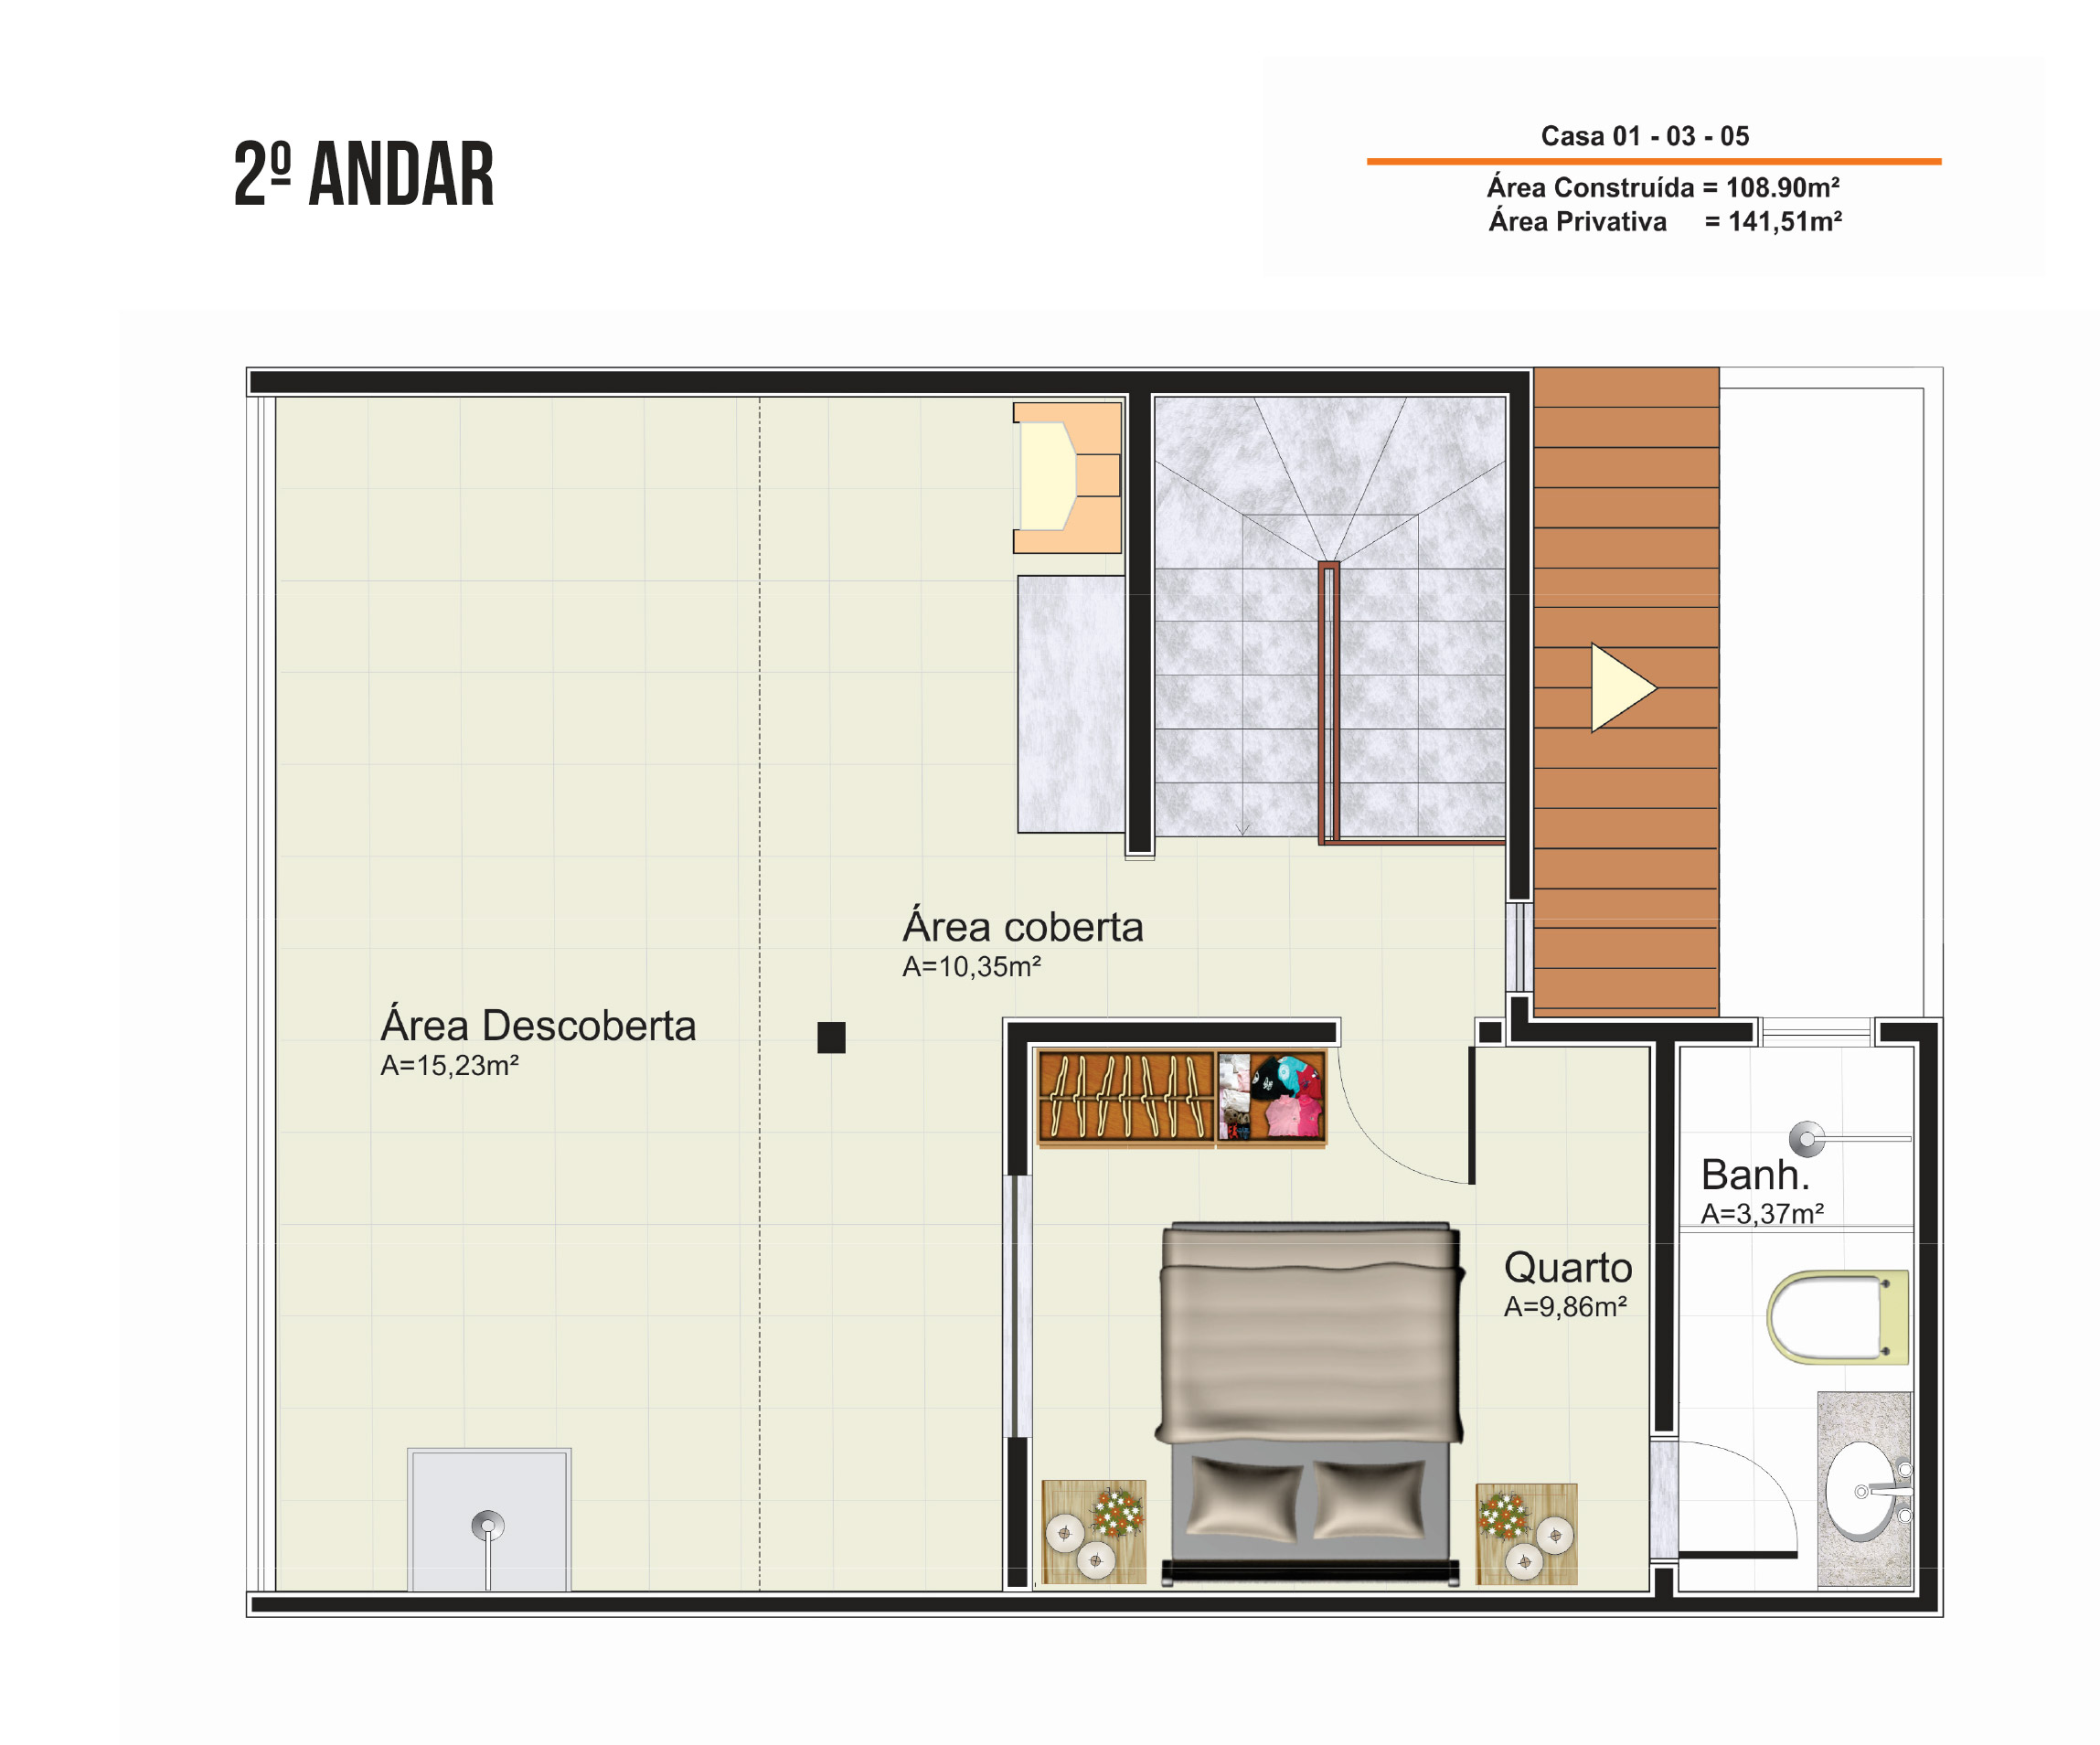 2º ANDAR
Casa 01 - 03 - 05
Área Construída = 108.90m²
Área Privativa = 141,51m²
Área coberta
A=10,35m²
Área Descoberta
A=15,23m²
Banh.
A=3,37m²
Quarto
A=9,86m²